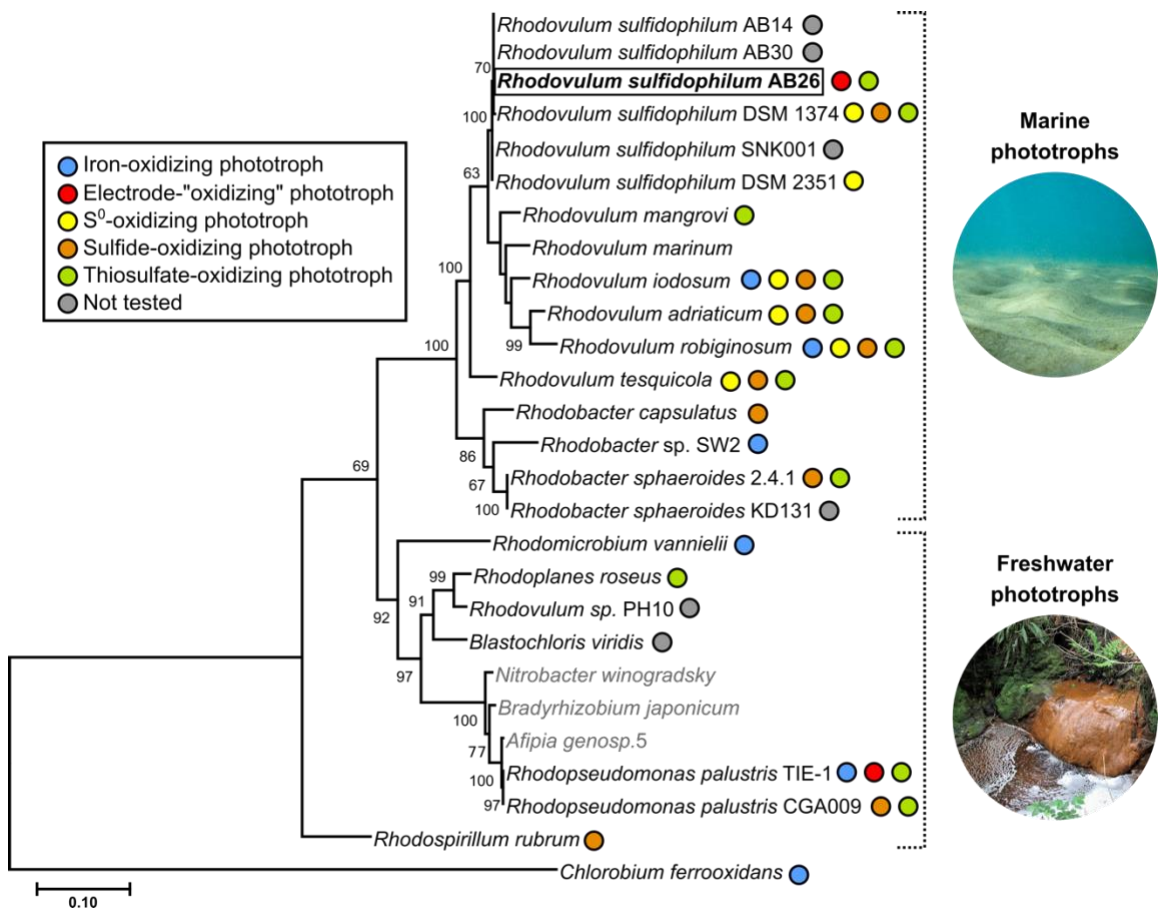 Rhodovulum sulfidophilum AB14
Rhodovulum sulfidophilum AB30
70
Rhodovulum sulfidophilum AB26
100
Rhodovulum sulfidophilum DSM 1374
Rhodovulum sulfidophilum SNK001
63
Rhodovulum sulfidophilum DSM 2351
Rhodovulum mangrovi
Rhodovulum marinum
100
Rhodovulum iodosum
Rhodovulum adriaticum
99
Rhodovulum robiginosum
100
Rhodovulum tesquicola
Rhodobacter capsulatus
86
Rhodobacter sp. SW2
69
67
Rhodobacter sphaeroides 2.4.1
100
Rhodobacter sphaeroides KD131
Rhodomicrobium vannielii
99
Rhodoplanes roseus
91
Rhodovulum sp. PH10
92
Blastochloris viridis
97
Nitrobacter winogradsky
100
Bradyrhizobium japonicum
77
Afipia genosp.5
100
Rhodopseudomonas palustris TIE-1
97
Rhodopseudomonas palustris CGA009
Rhodospirillum rubrum
Chlorobium ferrooxidans
0.10
Iron-oxidizing phototroph
Electrode-"oxidizing" phototroph
S⁰-oxidizing phototroph
Sulfide-oxidizing phototroph
Thiosulfate-oxidizing phototroph
Not tested
Marine
phototrophs
Freshwater
phototrophs